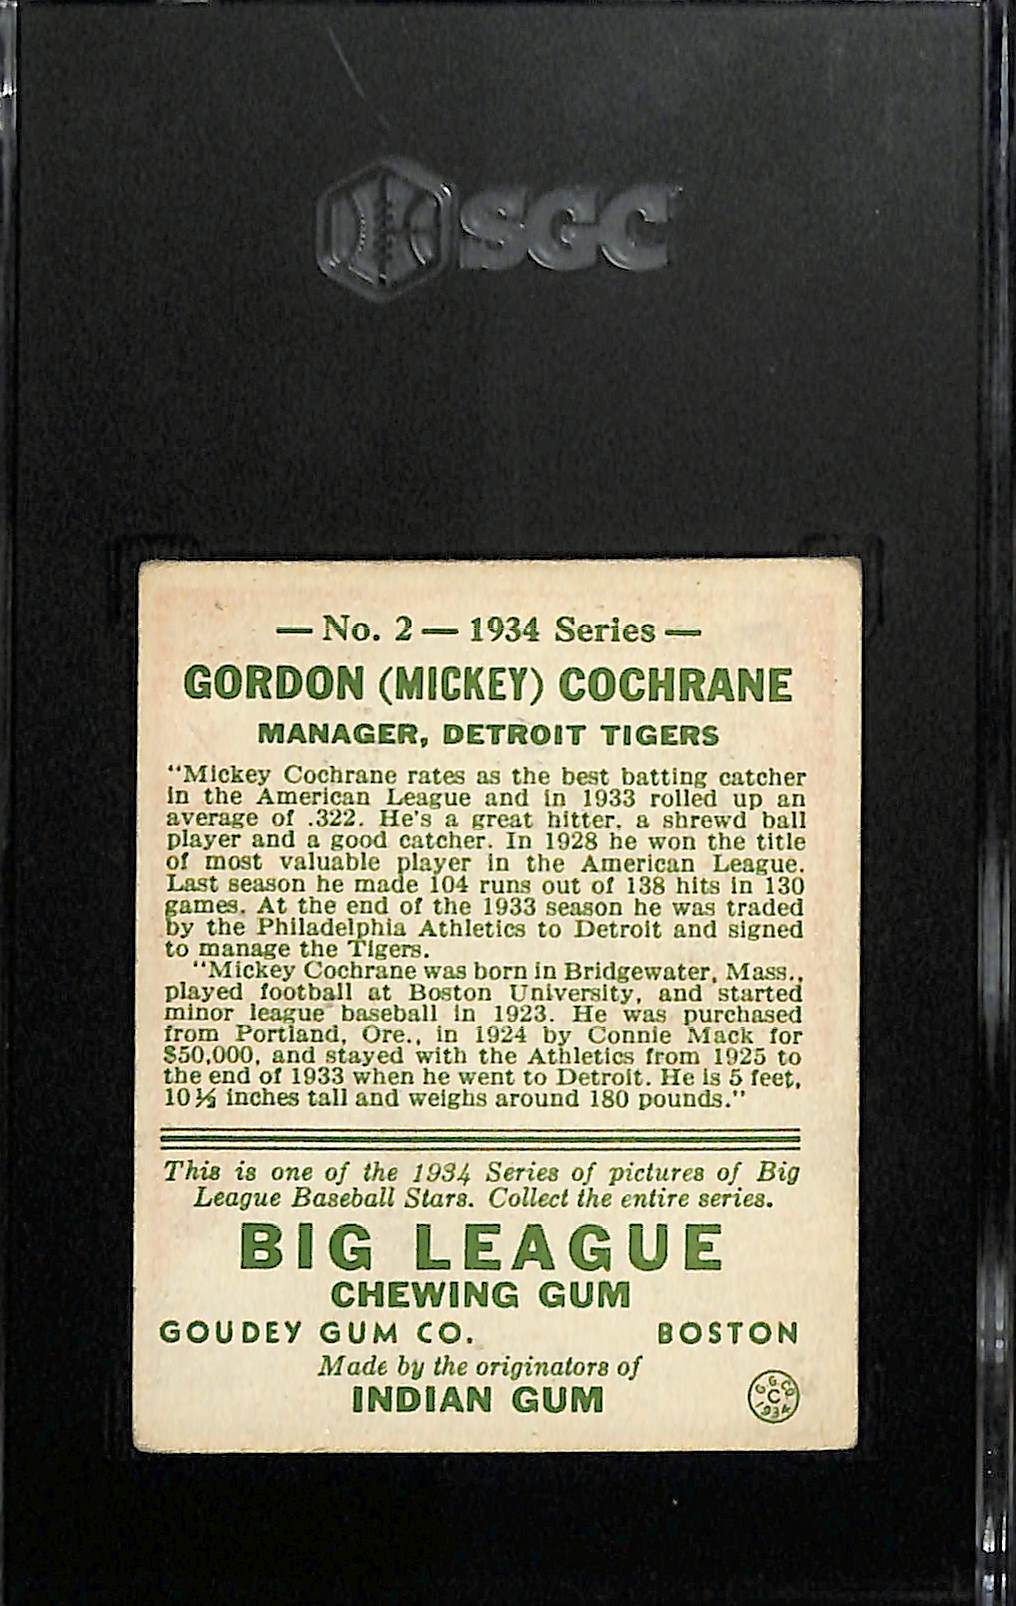 SGC
— No. 2 — 1934 Series —
GORDON (MICKEY) COCHRANE
MANAGER, DETROIT TIGERS
"Mickey Cochrane rates as the best batting catcher
in the American League and in 1933 rolled up an
average of .322. He's a great hitter, a shrewd ball
player and a good catcher. In 1928 he won the title
of most valuable player in the American League.
Last season he made 104 runs out of 138 hits in 130
games. At the end of the 1933 season he was traded
by the Philadelphia Athletics to Detroit and signed
to manage the Tigers.
"Mickey Cochrane was born in Bridgewater, Mass.,
played football at Boston University, and started
minor league baseball in 1923. He was purchased
from Portland, Ore., in 1924 by Connie Mack for
$50,000, and stayed with the Athletics from 1925 to
the end of 1933 when he went to Detroit. He is 5 feet,
10½ inches tall and weighs around 180 pounds."
This is one of the 1934 Series of pictures of Big
League Baseball Stars. Collect the entire series.
BIG LEAGUE
CHEWING GUM
GOUDEY GUM CO. BOSTON
Made by the originators of
INDIAN GUM
G.G.CO.
C
1934